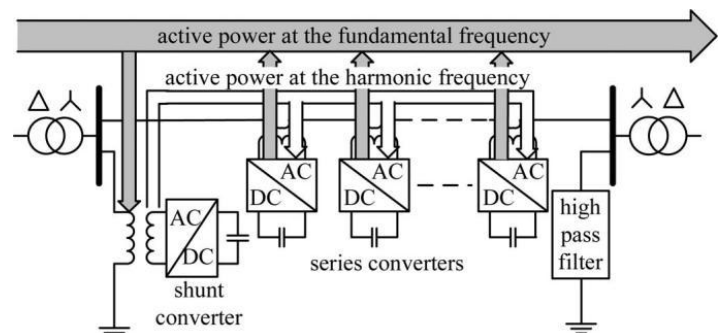 active power at the fundamental frequency
active power at the harmonic frequency
Δ
Δ
AC
DC
AC
DC
AC
DC
AC
DC
high
pass
filter
series converters
shunt
converter